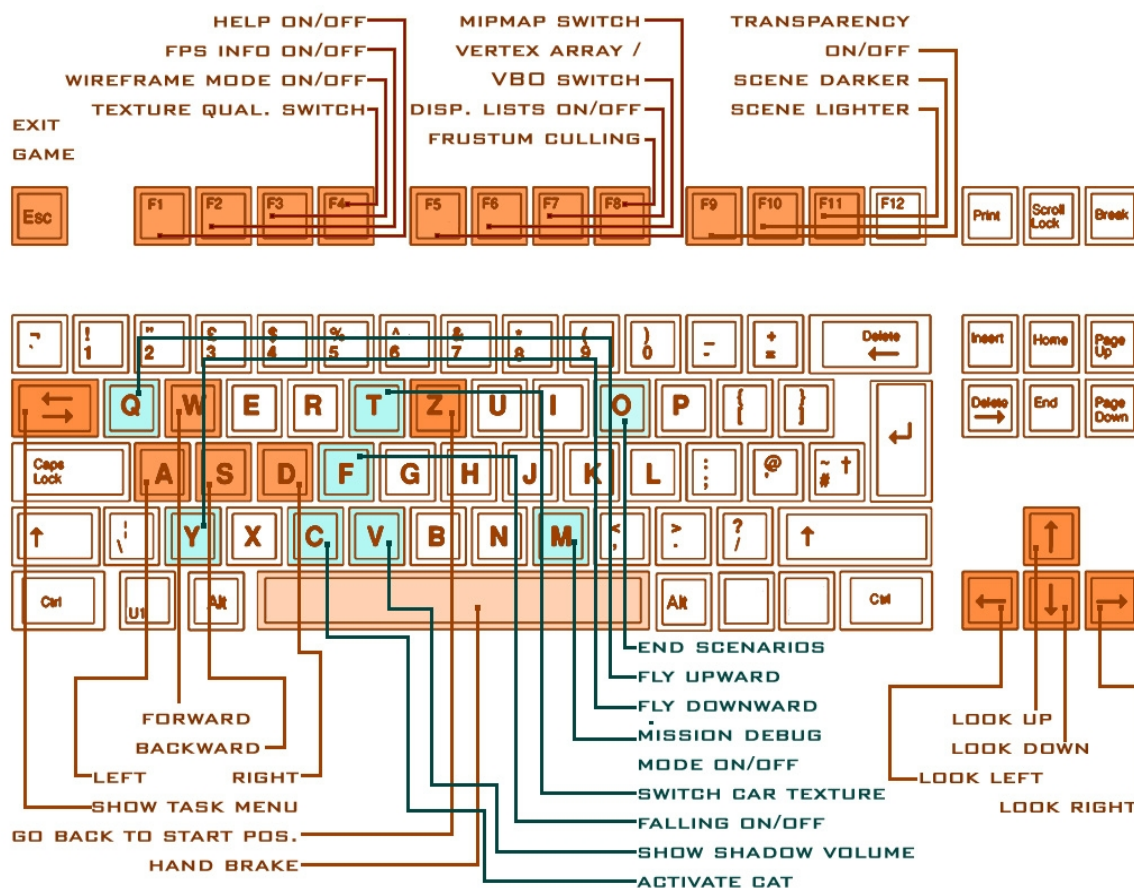 HELP ON/OFF
FPS INFO ON/OFF
WIREFRAME MODE ON/OFF
TEXTURE QUAL. SWITCH
MIPMAP SWITCH
VERTEX ARRAY /
VBO SWITCH
DISP. LISTS ON/OFF
FRUSTUM CULLING
TRANSPARENCY
ON/OFF
SCENE DARKER
SCENE LIGHTER
EXIT
GAME
Esc F1 F2 F3 F4 F5 F6 F7 F8 F9 F10 F11 F12 Print Scroll Lock Break
! " £ $ % ^ & * ( ) _ +
1 2 3 4 5 6 7 8 9 0 - = Delete ←
Insert Home Page Up
Q W E R T Z U I O P { [ } ]
Delete → End Page Down
Caps Lock A S D F G H J K L : ; @ ' ~ #
↑ \ Y X C V B N M < , > . ? / ↑
Ctrl U1 Alt Alt Ctrl
↑
← ↓ →
END SCENARIOS
FLY UPWARD
FLY DOWNWARD
MISSION DEBUG
MODE ON/OFF
SWITCH CAR TEXTURE
FALLING ON/OFF
SHOW SHADOW VOLUME
ACTIVATE CAT
FORWARD
BACKWARD
LEFT RIGHT
SHOW TASK MENU
GO BACK TO START POS.
HAND BRAKE
LOOK UP
LOOK DOWN
LOOK LEFT
LOOK RIGHT